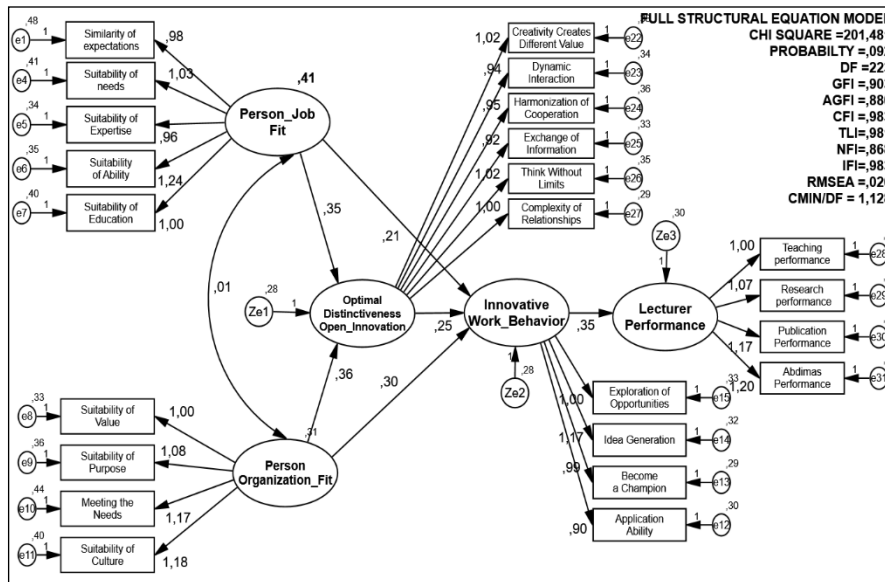 FULL STRUCTURAL EQUATION MODEL
CHI SQUARE =201,48
PROBABILTY =,09
DF =223
GFI =,903
AGFI =,88
CFI =,983
TLI=,98
NFI=,868
IFI=,983
RMSEA =,020
CMIN/DF = 1,128
,48
e1
1
Similarity of
expectations
,98
,41
e4
1
Suitability of
needs
1,03
,34
e5
1
Suitability of
Expertise
,96
,35
e6
1
Suitability
of Ability
1,24
,40
e7
1
Suitability of
Education
1,00
,41
Person_Job
Fit
,35
,21
,01
Creativity Creates
Different Value
1,02
1
e22
Dynamic
Interaction
,94
1
e23
,34
Harmonization of
Cooperation
,95
1
e24
,36
Exchange of
Information
,92
1
e25
,33
Think Without
Limits
1,02
1
e26
,35
Complexity of
Relationships
1,00
1
e27
,29
,28
Ze1
1
Optimal
Distinctiveness
Open_Innovation
,25
Innovative
Work_Behavior
,35
,30
Ze3
1
Lecturer
Performance
1,00
Teaching
performance
1
e28
1,07
Research
performance
1
e29
1,17
Publication
Performance
1
e30
1,20
Abdimas
Performance
1
e31
,36
,30
1
,28
Ze2
,33
e8
1
Suitability of
Value
1,00
,36
e9
1
Suitability of
Purpose
1,08
,44
e10
1
Meeting the
Needs
1,17
,40
e11
1
Suitability of
Culture
1,18
,31
Person
Organization_Fit
1,00
Exploration of
Opportunities
1
e15
,33
1,17
Idea Generation
1
e14
,32
,99
Become
a Champion
1
e13
,29
,90
Application
Ability
1
e12
,30